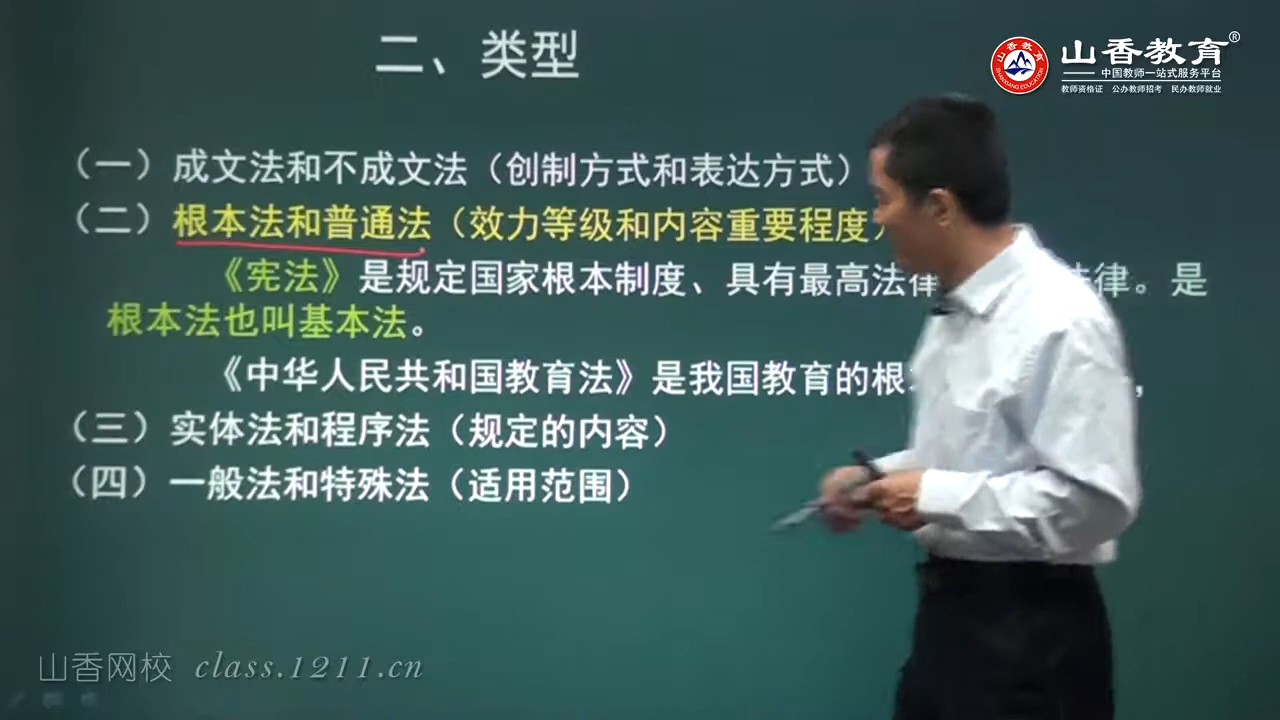 二、类型
山香教育®
中国教师一站式服务平台
教师资格证 公办教师招考 民办教师就业
山香教育
SHANXIANG EDUCATION
(一)成文法和不成文法(创制方式和表达方式)
(二)根本法和普通法(效力等级和内容重要程度)
《宪法》是规定国家根本制度、具有最高法律 法律。是
根本法也叫基本法。
《中华人民共和国教育法》是我国教育的根 ,
(三)实体法和程序法(规定的内容)
(四)一般法和特殊法(适用范围)
山香网校 class.1211.cn